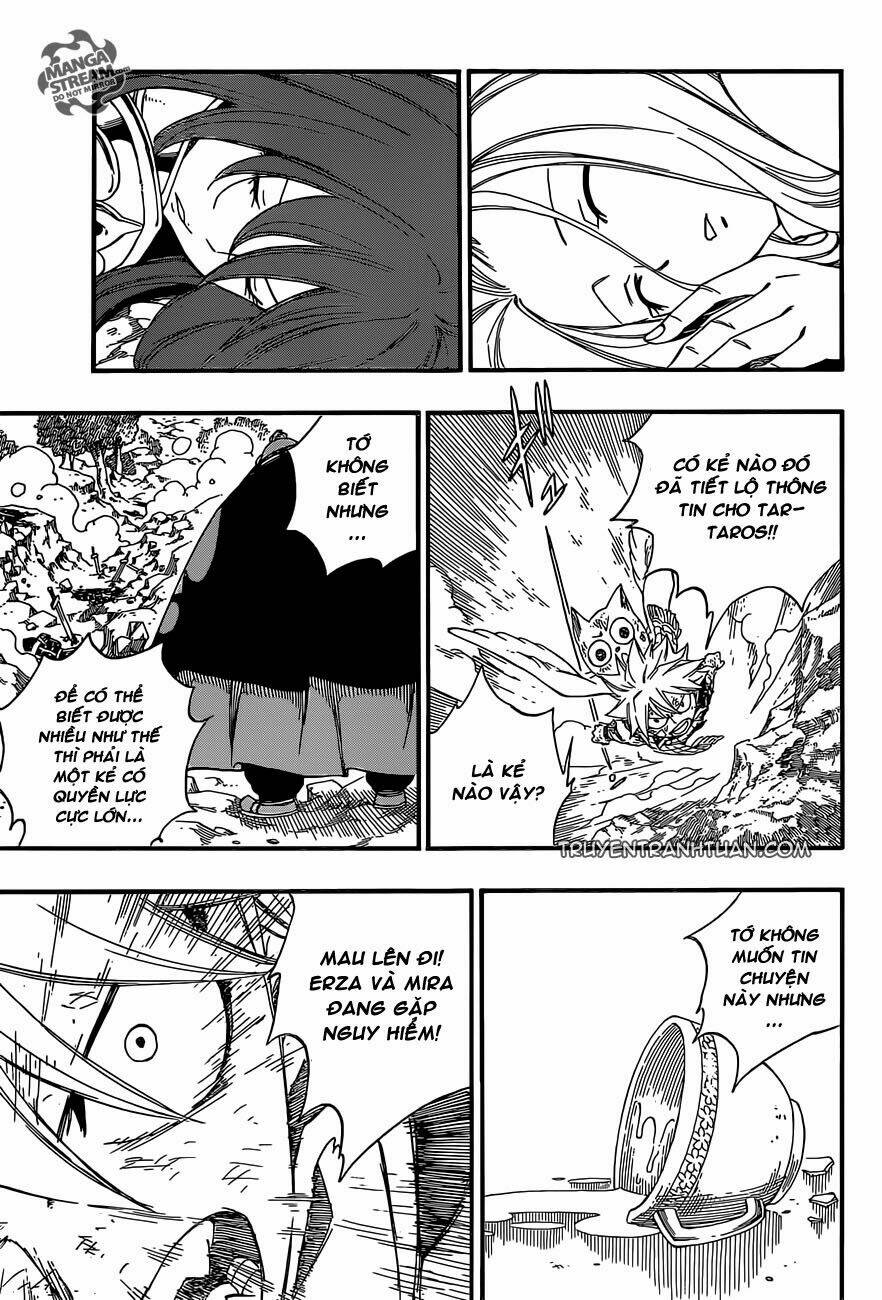 MANGA
STREAM.com
DO NOT MIRROR
CÓ KẺ NÀO ĐÓ
ĐÃ TIẾT LỘ THÔNG
TIN CHO TAR-
TAROS!!
LÀ KẺ
NÀO VẬY?
TỚ
KHÔNG
BIẾT
NHƯNG
...
ĐỂ CÓ THỂ
BIẾT ĐƯỢC
NHIỀU NHƯ THẾ
THÌ PHẢI LÀ
MỘT KẺ CÓ
QUYỀN LỰC
CỰC LỚN...
TRUYENTRANHTUAN.COM
TỚ KHÔNG
MUỐN TIN
CHUYỆN
NÀY NHƯNG
...
MAU LÊN ĐI!
ERZA VÀ MIRA
ĐANG GẶP
NGUY HIỂM!